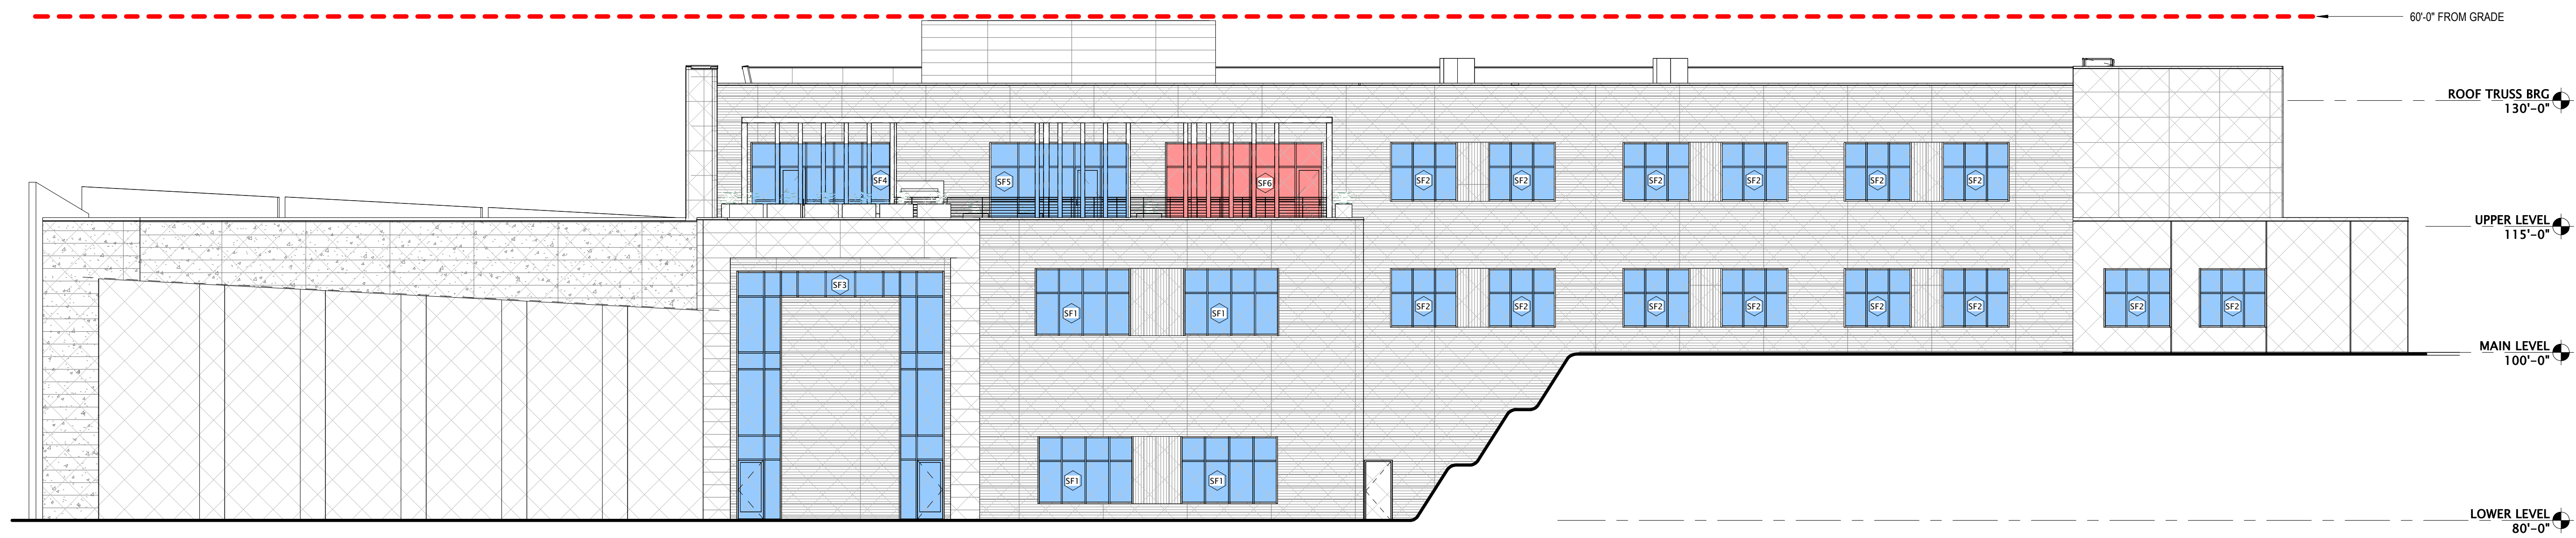 60'-0" FROM GRADE
ROOF TRUSS BRG
130'-0"
SF4
SF5
SF6
SF2
SF2
SF2
SF2
SF2
SF2
UPPER LEVEL
115'-0"
SF3
SF1
SF1
SF2
SF2
SF2
SF2
SF2
SF2
SF2
SF2
MAIN LEVEL
100'-0"
SF1
SF1
LOWER LEVEL
80'-0"